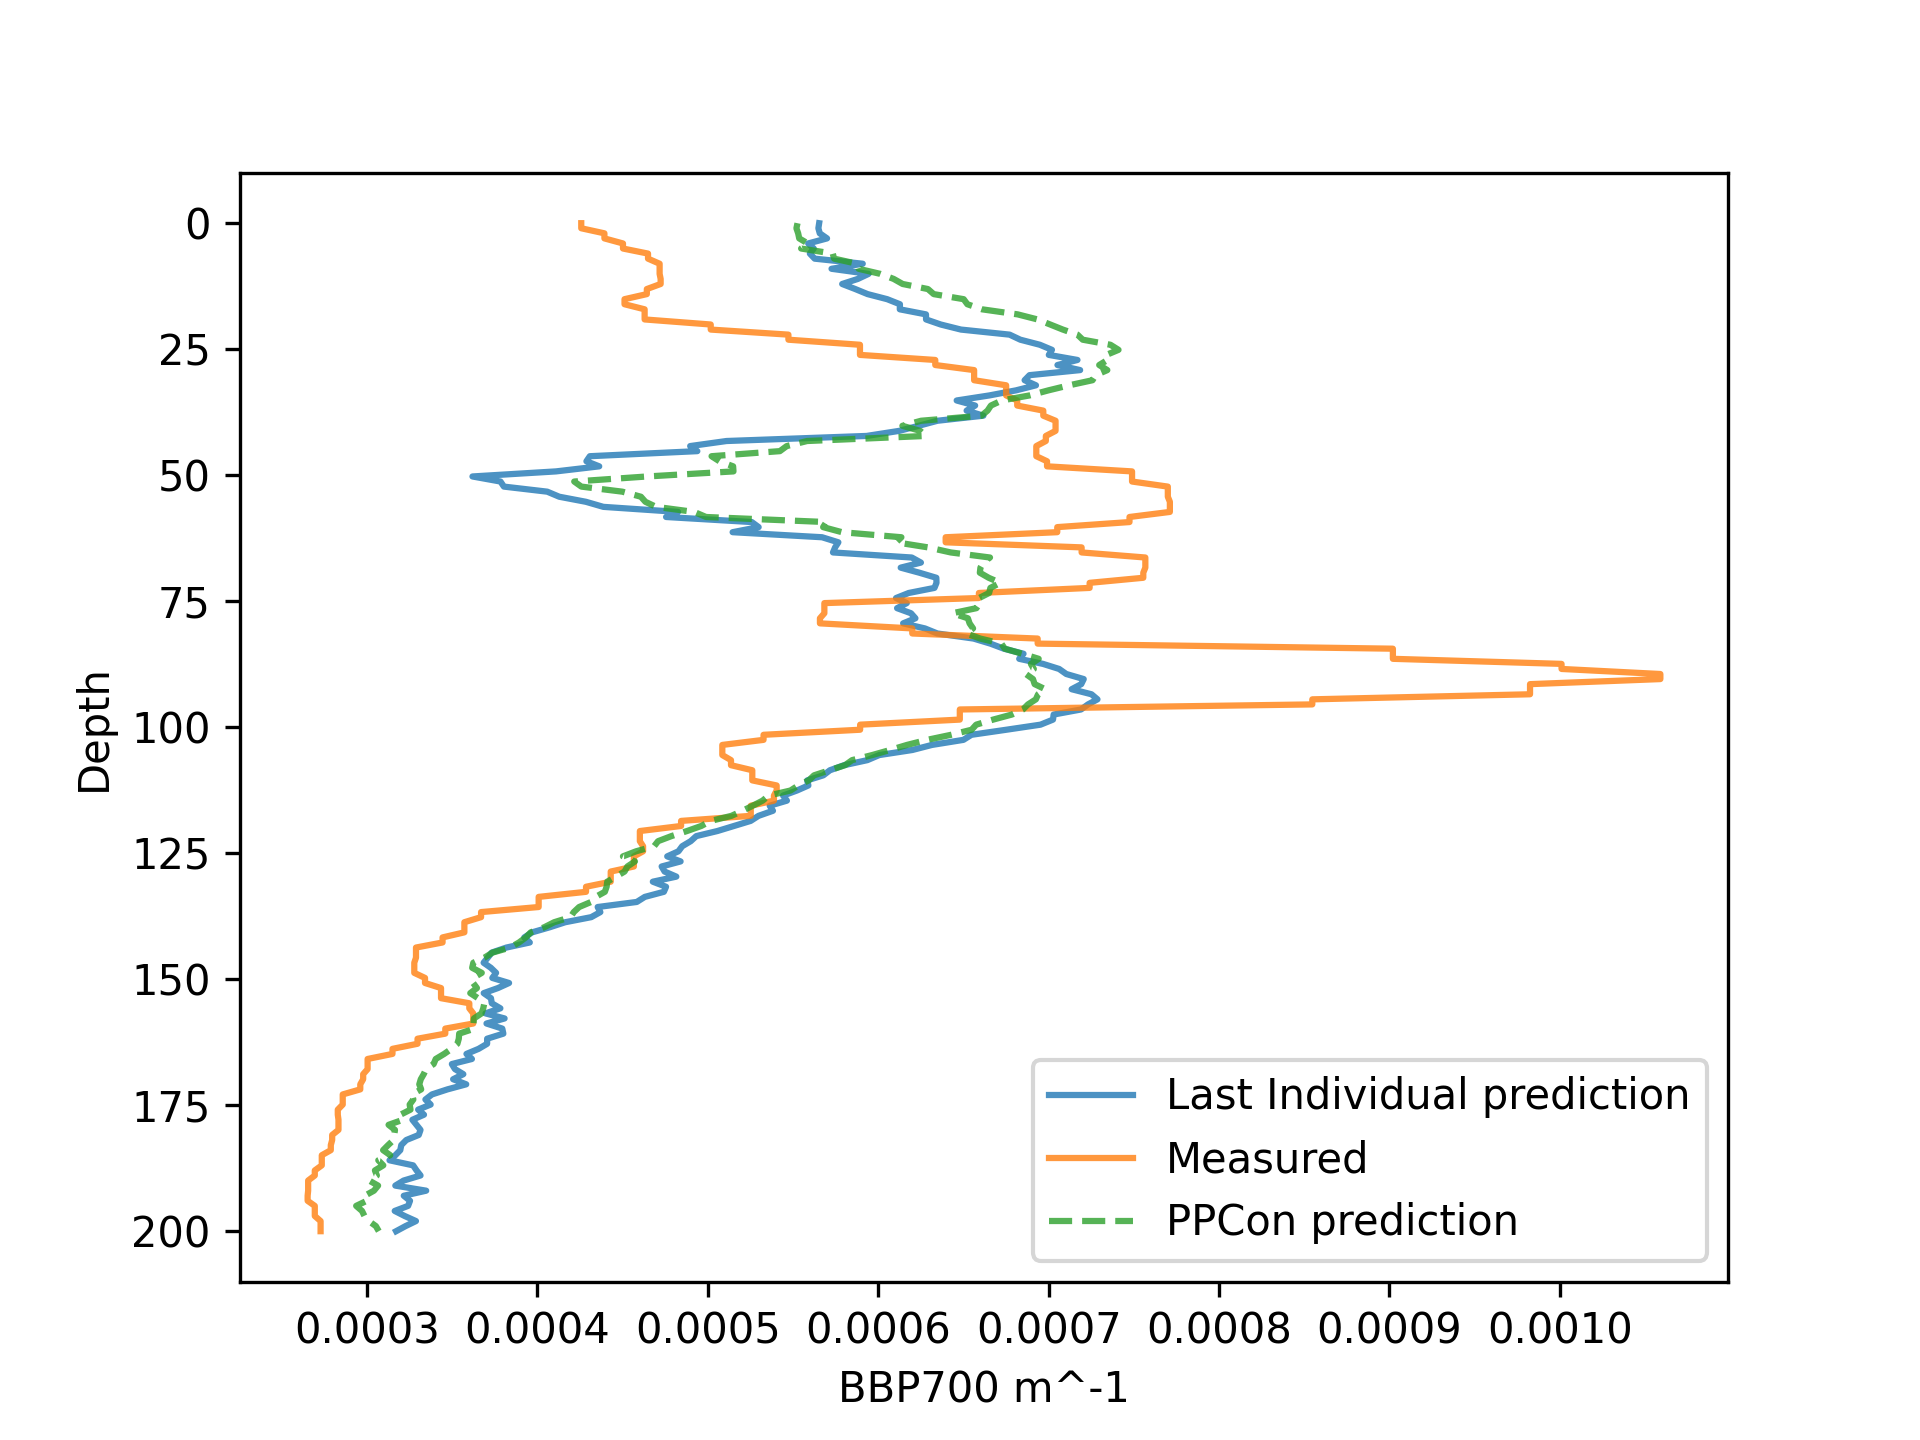 0
25
50
75
100
125
150
175
200
Depth
0.0003 0.0004 0.0005 0.0006 0.0007 0.0008 0.0009 0.0010
BBP700 m^-1
Last Individual prediction
Measured
PPCon prediction